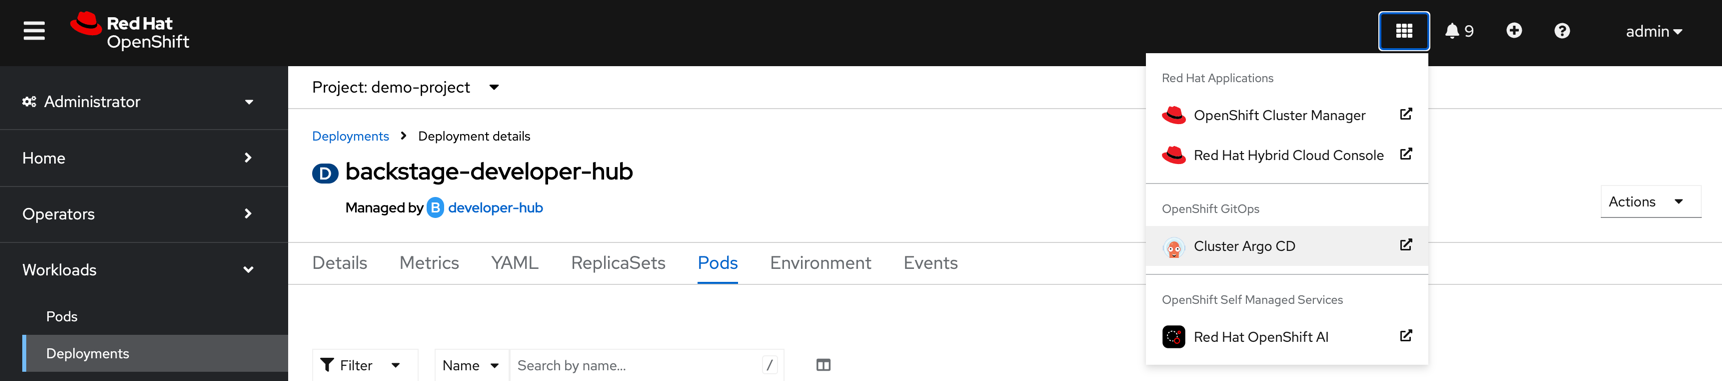 Red Hat
OpenShift
9
admin
Administrator
Home
Operators
Workloads
Pods
Deployments
Project: demo-project
Deployments > Deployment details
D backstage-developer-hub
Managed by B developer-hub
Actions
Details Metrics YAML ReplicaSets Pods Environment Events
Filter Name Search by name... /
Red Hat Applications
OpenShift Cluster Manager
Red Hat Hybrid Cloud Console
OpenShift GitOps
Cluster Argo CD
OpenShift Self Managed Services
Red Hat OpenShift AI